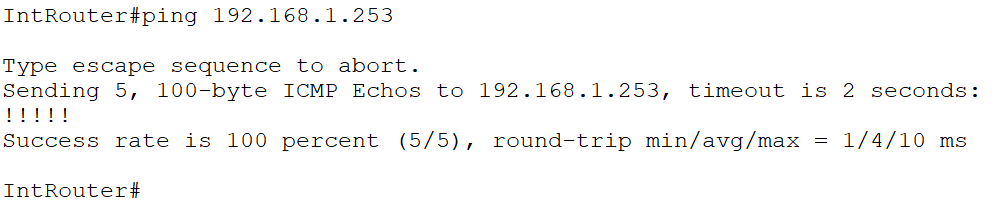 IntRouter#ping 192.168.1.253
Type escape sequence to abort.
Sending 5, 100-byte ICMP Echos to 192.168.1.253, timeout is 2 seconds:
!!!!!
Success rate is 100 percent (5/5), round-trip min/avg/max = 1/4/10 ms
IntRouter#